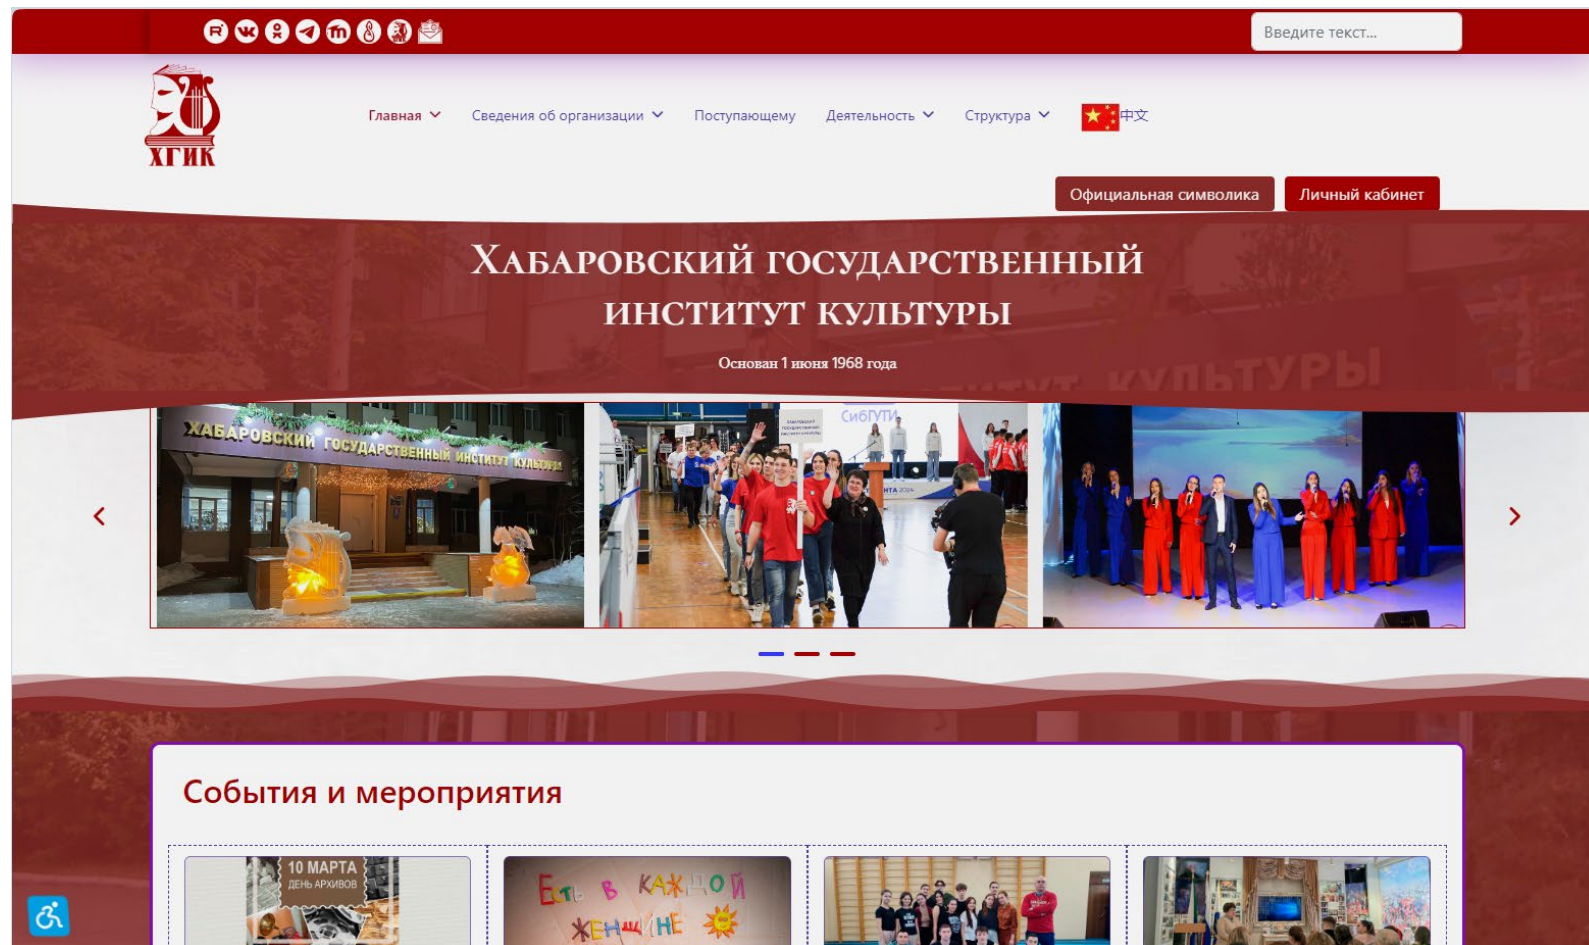 Введите текст...
ХГИК
Главная
Сведения об организации
Поступающему
Деятельность
Структура
中文
Официальная символика
Личный кабинет
Хабаровский государственный
институт культуры
Основан 1 июня 1968 года
КУЛЬТУРЫ
ХАБАРОВСКИЙ ГОСУДАРСТВЕННЫЙ ИНСТИТУТ КУЛЬТУРЫ
СибГУТИ
События и мероприятия
10 МАРТА
ДЕНЬ АРХИВОВ
ЕСТЬ В КАЖДОЙ
ЖЕНЩИНЕ